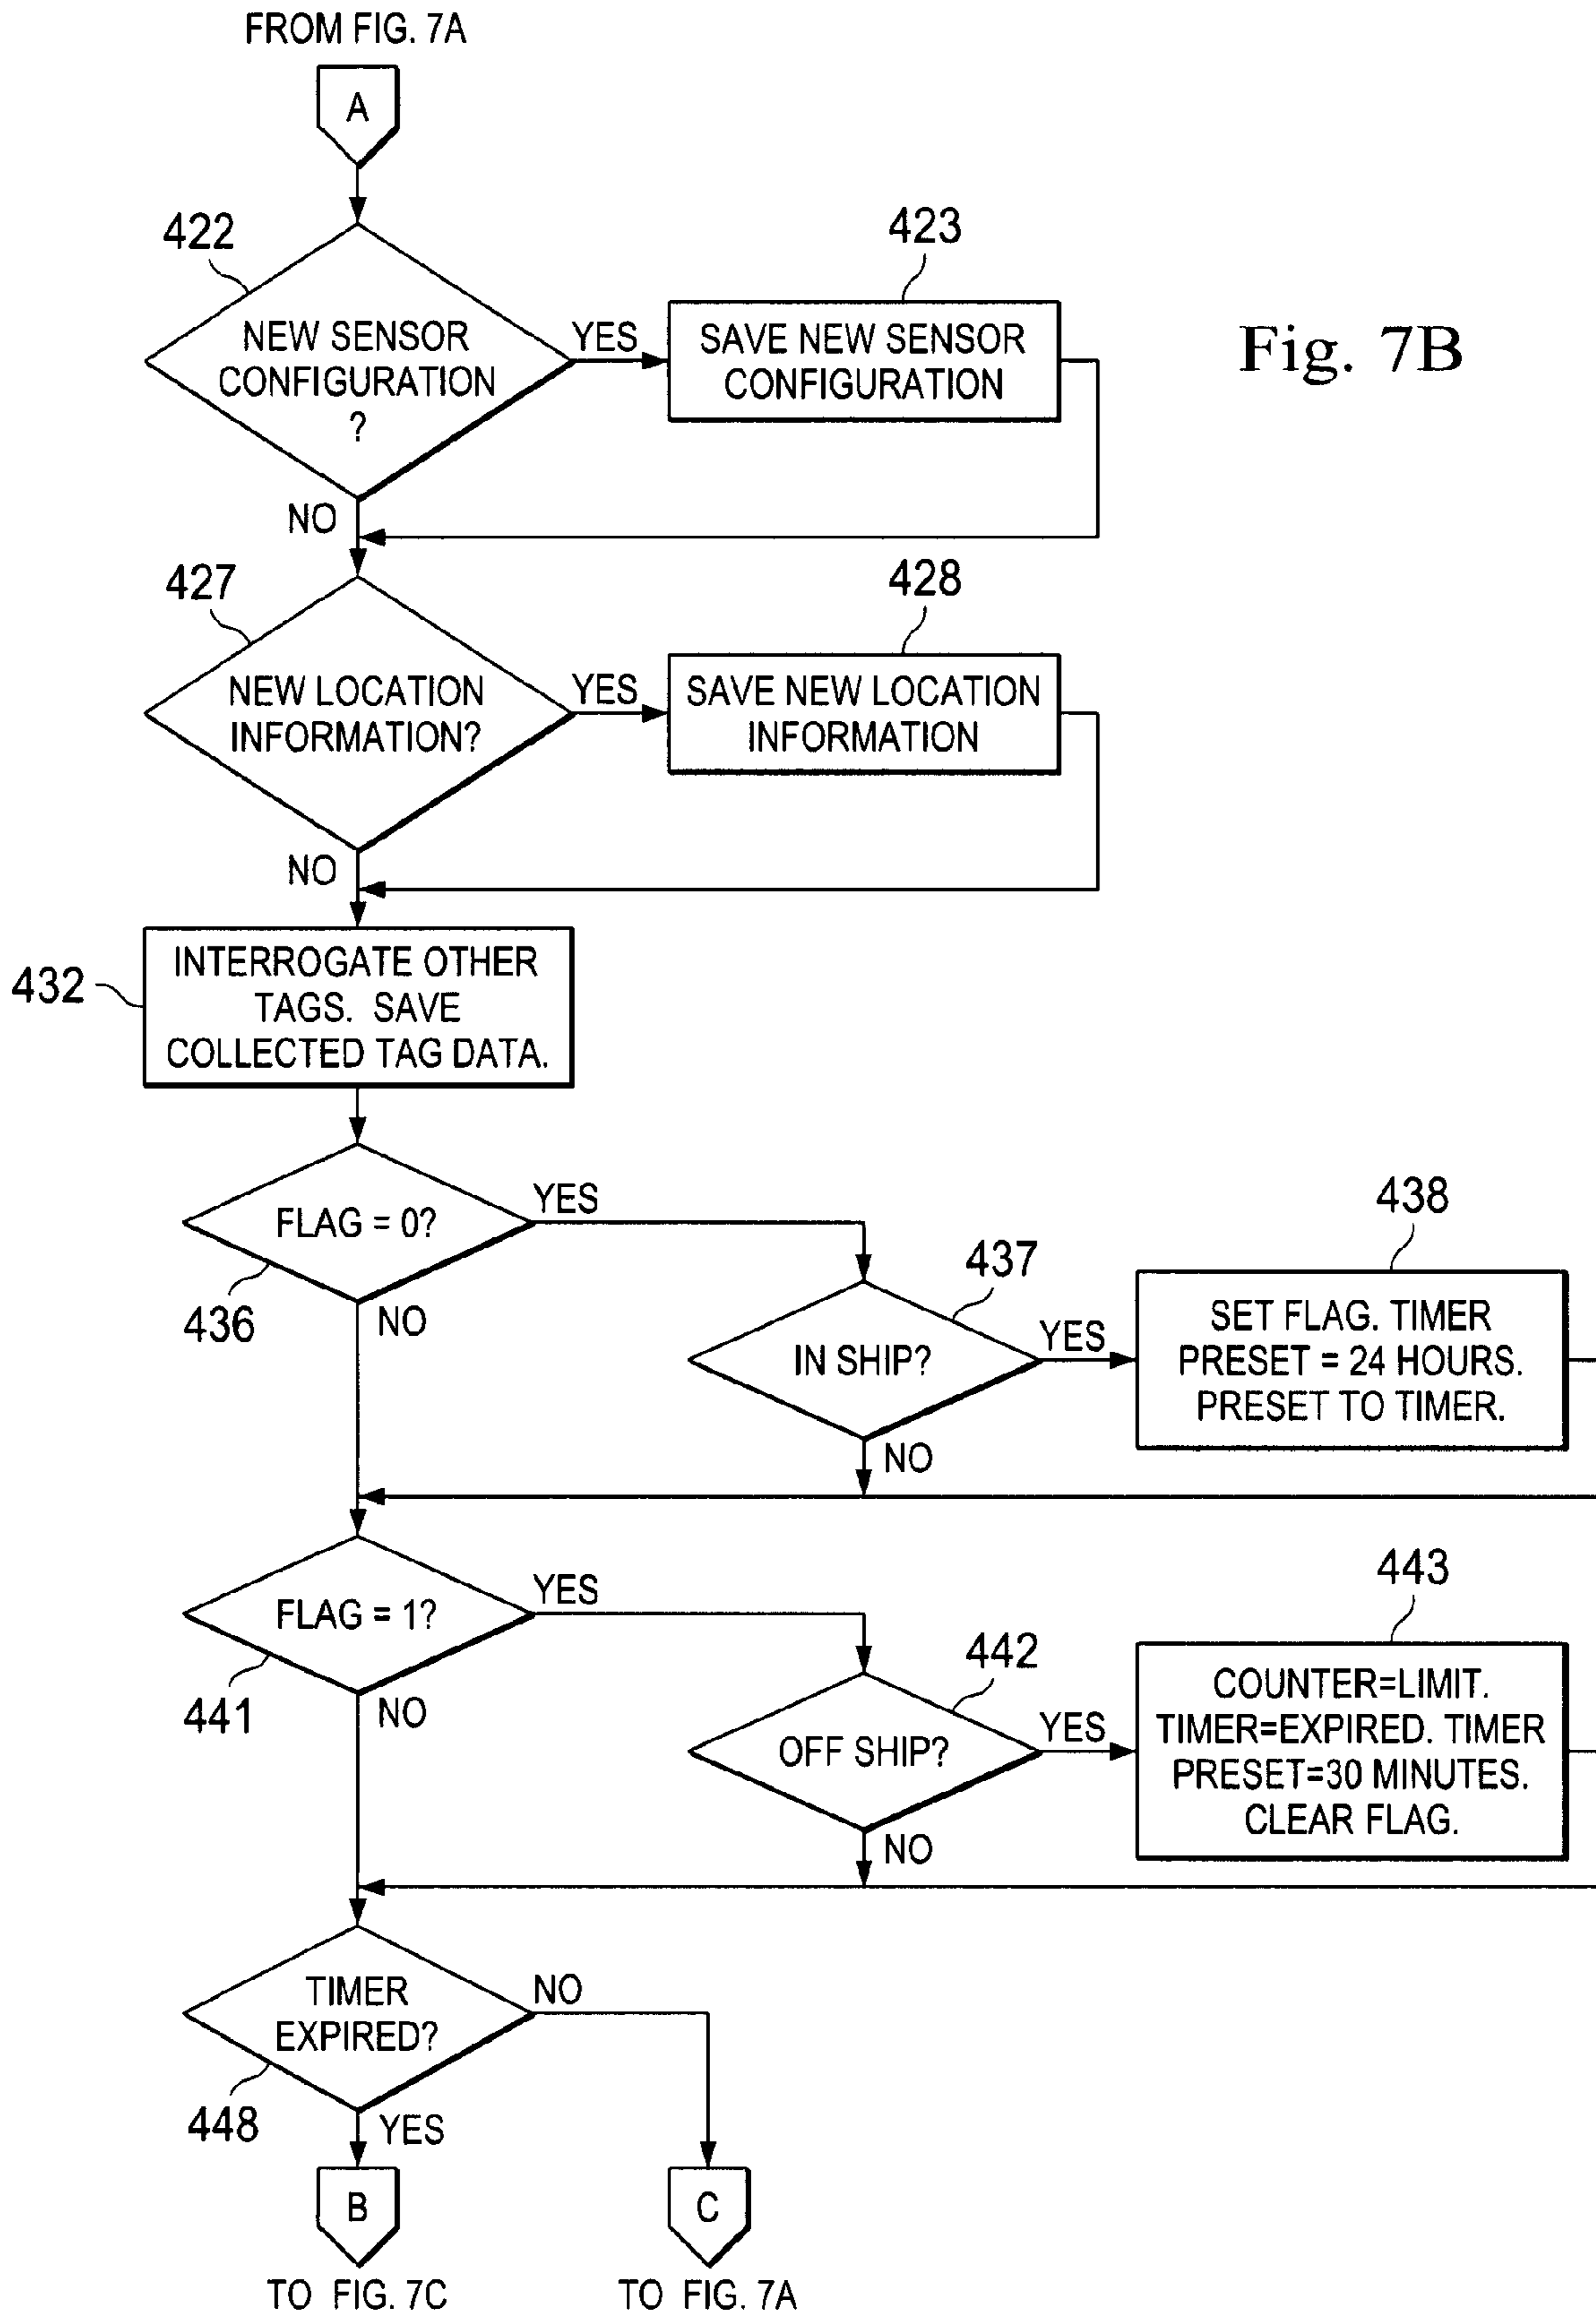 FROM FIG. 7A
A
422
NEW SENSOR
CONFIGURATION
?
YES
NO
423
SAVE NEW SENSOR
CONFIGURATION
Fig. 7B
427
NEW LOCATION
INFORMATION?
YES
NO
428
SAVE NEW LOCATION
INFORMATION
432
INTERROGATE OTHER
TAGS. SAVE
COLLECTED TAG DATA.
FLAG = 0?
YES
436
NO
437
IN SHIP?
YES
NO
438
SET FLAG. TIMER
PRESET = 24 HOURS.
PRESET TO TIMER.
FLAG = 1?
YES
441
NO
442
OFF SHIP?
YES
NO
443
COUNTER=LIMIT.
TIMER=EXPIRED. TIMER
PRESET=30 MINUTES.
CLEAR FLAG.
TIMER
EXPIRED?
NO
448
YES
B
TO FIG. 7C
C
TO FIG. 7A